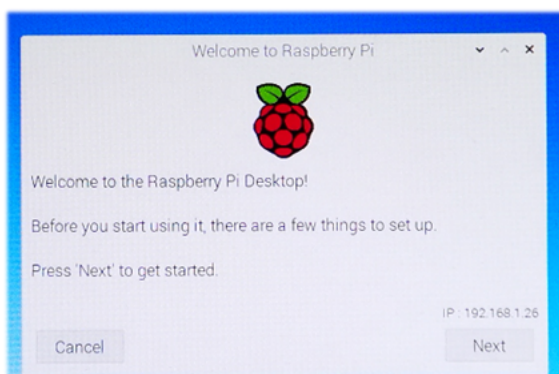 Welcome to Raspberry Pi
Welcome to the Raspberry Pi Desktop!
Before you start using it, there are a few things to set up.
Press 'Next' to get started.
IP : 192.168.1.26
Cancel
Next